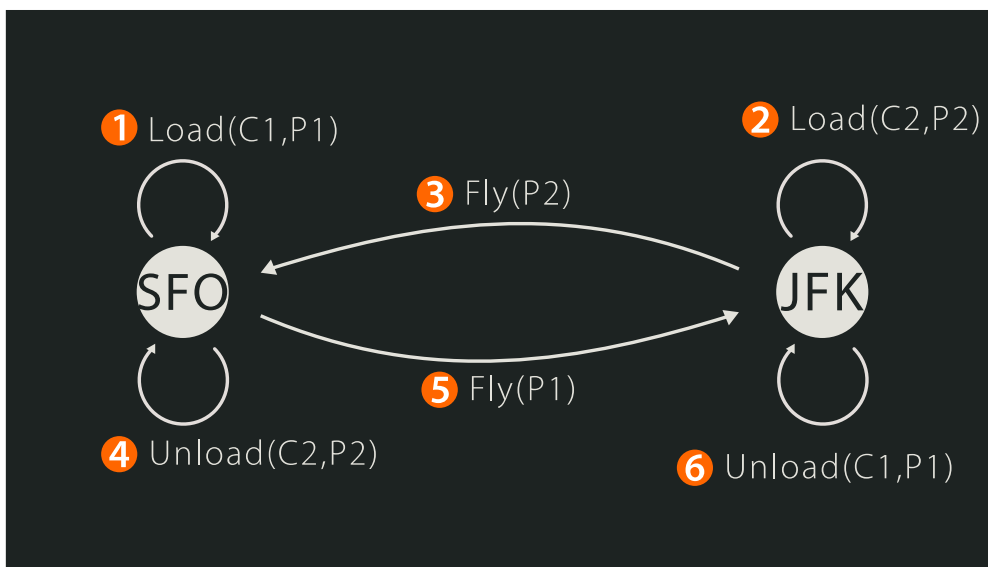 1 Load(C1,P1)
2 Load(C2,P2)
3 Fly(P2)
SFO
JFK
5 Fly(P1)
4 Unload(C2,P2)
6 Unload(C1,P1)